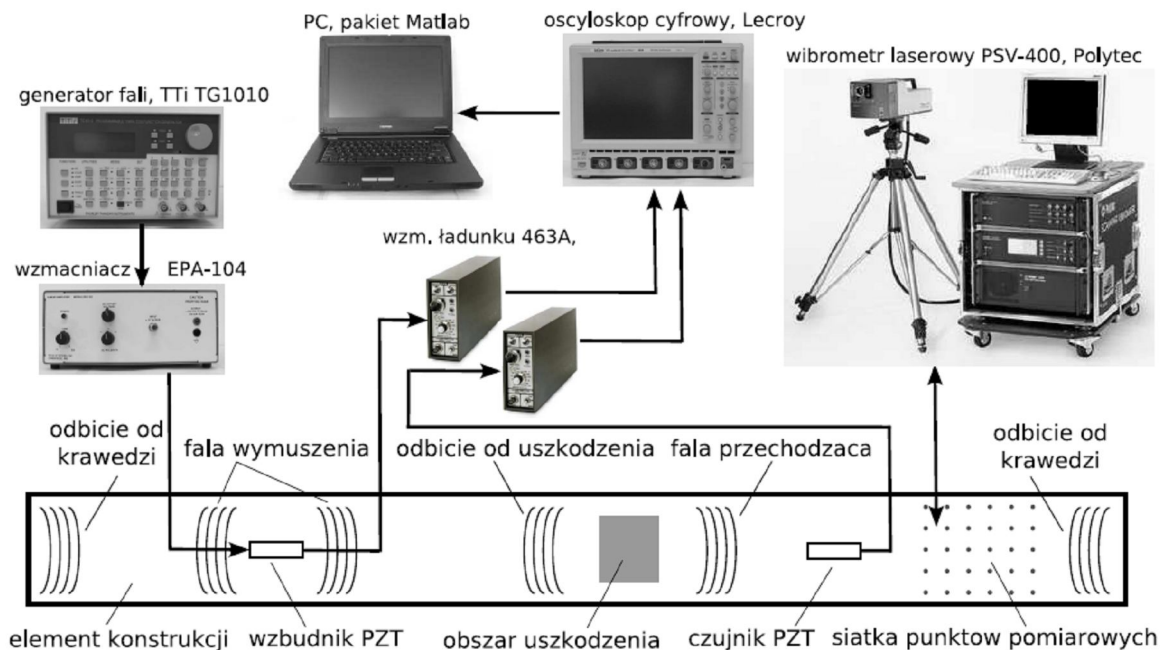 PC, pakiet Matlab
oscyloskop cyfrowy, Lecroy
wibrometr laserowy PSV-400, Polytec
generator fali, TTi TG1010
wzm. ładunku 463A,
wzmacniacz EPA-104
odbicie od
krawedzi
fala wymuszenia
odbicie od uszkodzenia
fala przechodzaca
odbicie od
krawedzi
element konstrukcji
wzbudnik PZT
obszar uszkodzenia
czujnik PZT
siatka punktow pomiarowych